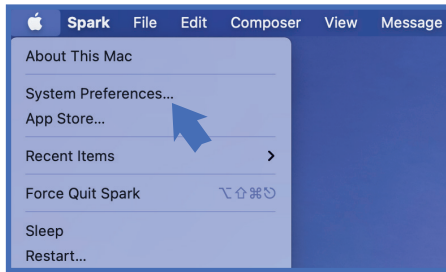 Spark File Edit Composer View Message
About This Mac
System Preferences...
App Store...
Recent Items
Force Quit Spark ⌥⇧⌘⎋
Sleep
Restart...